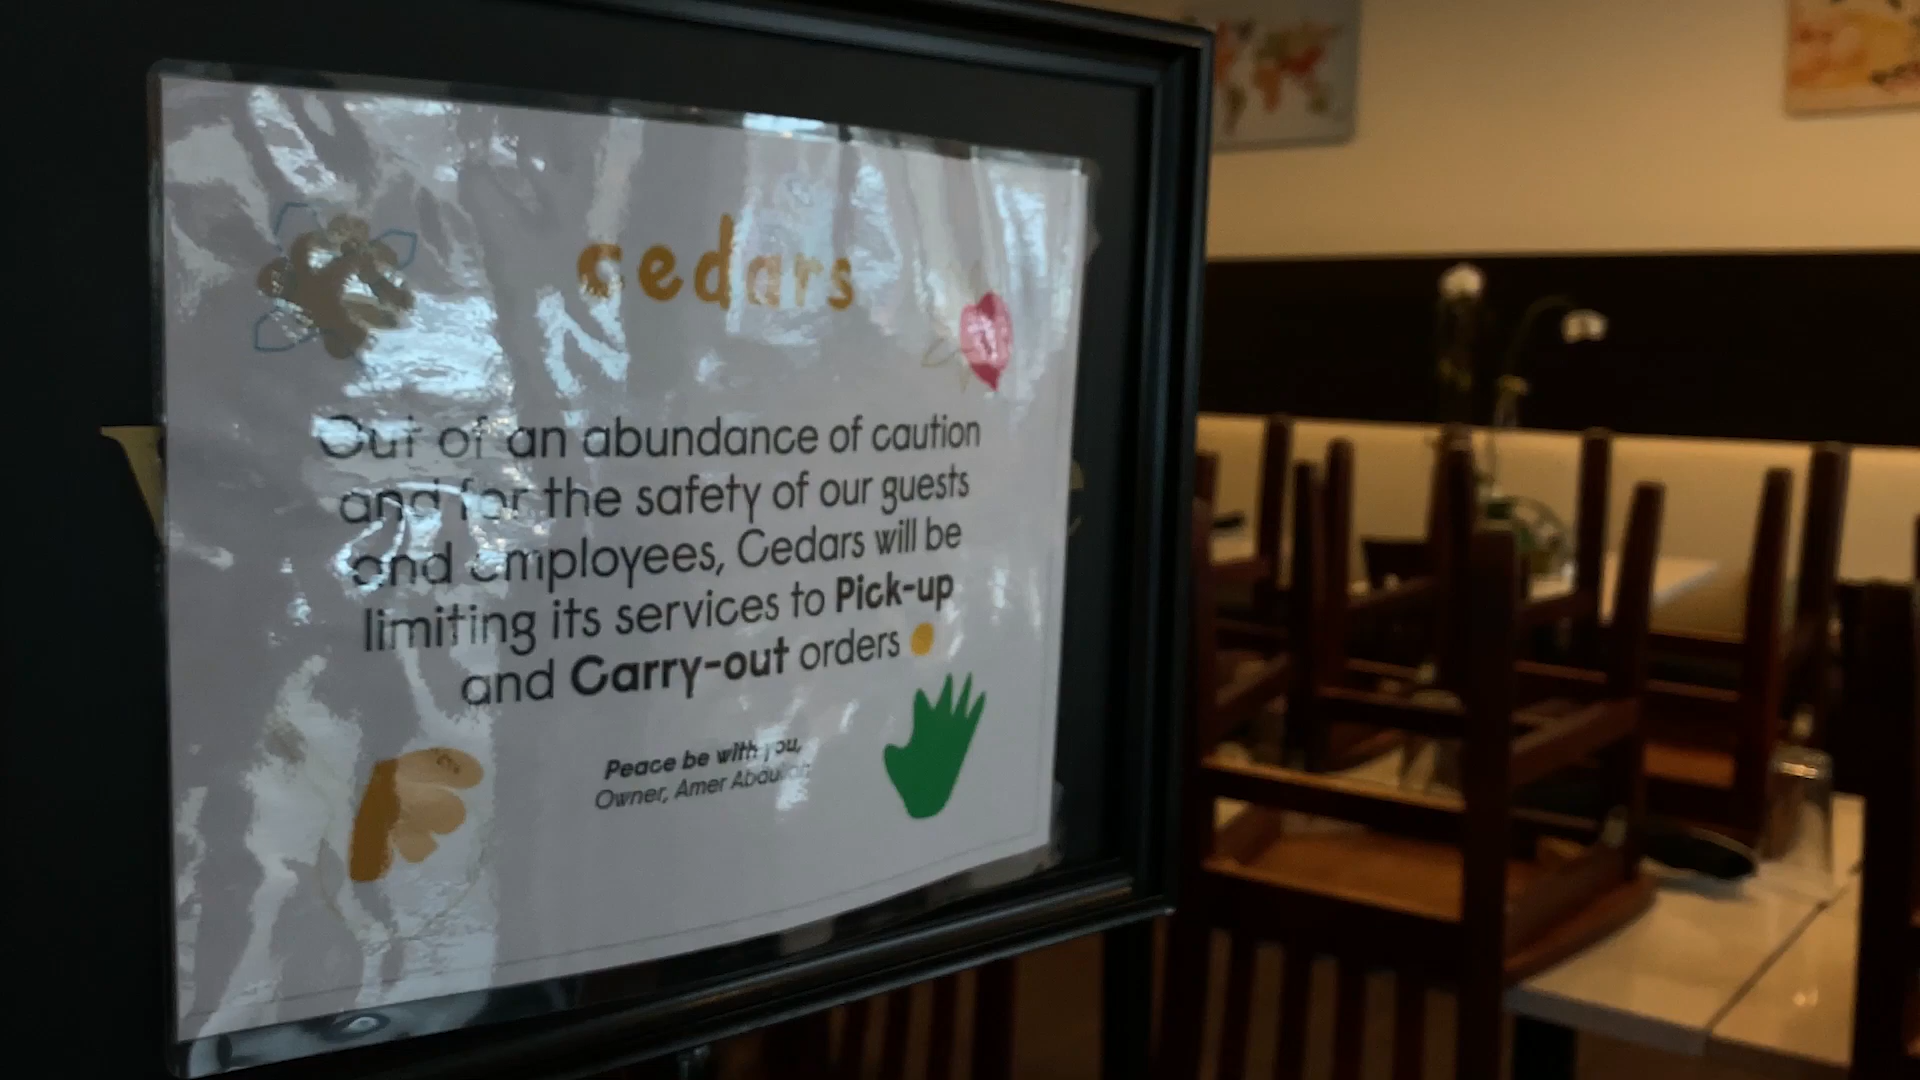 cedars
Out of an abundance of caution
and for the safety of our guests
and employees, Cedars will be
limiting its services to Pick-up
and Carry-out orders
Peace be with you,
Owner, Amer Abdullah